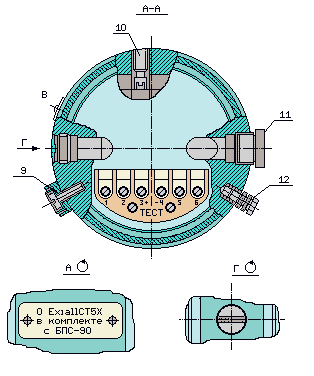 А-А
10
В
11
Г
9
12
1 2 3+ -4 5 6
ТЕСТ
А
Г
0 ExiaIICT5X
в комплекте
с БПС-90